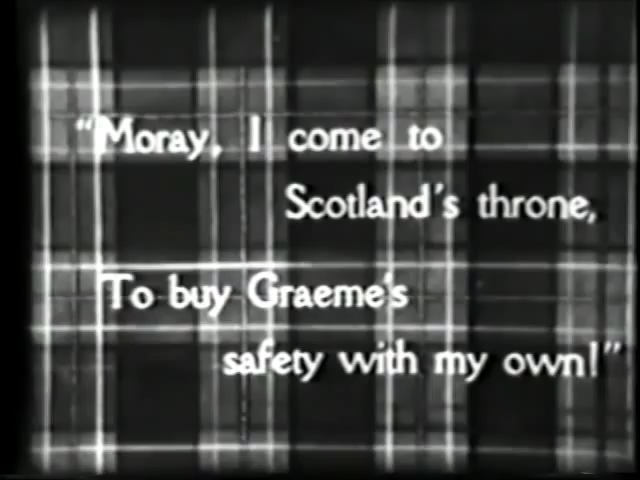 "Moray, I come to
Scotland's throne,
To buy Graeme's
safety with my own!"